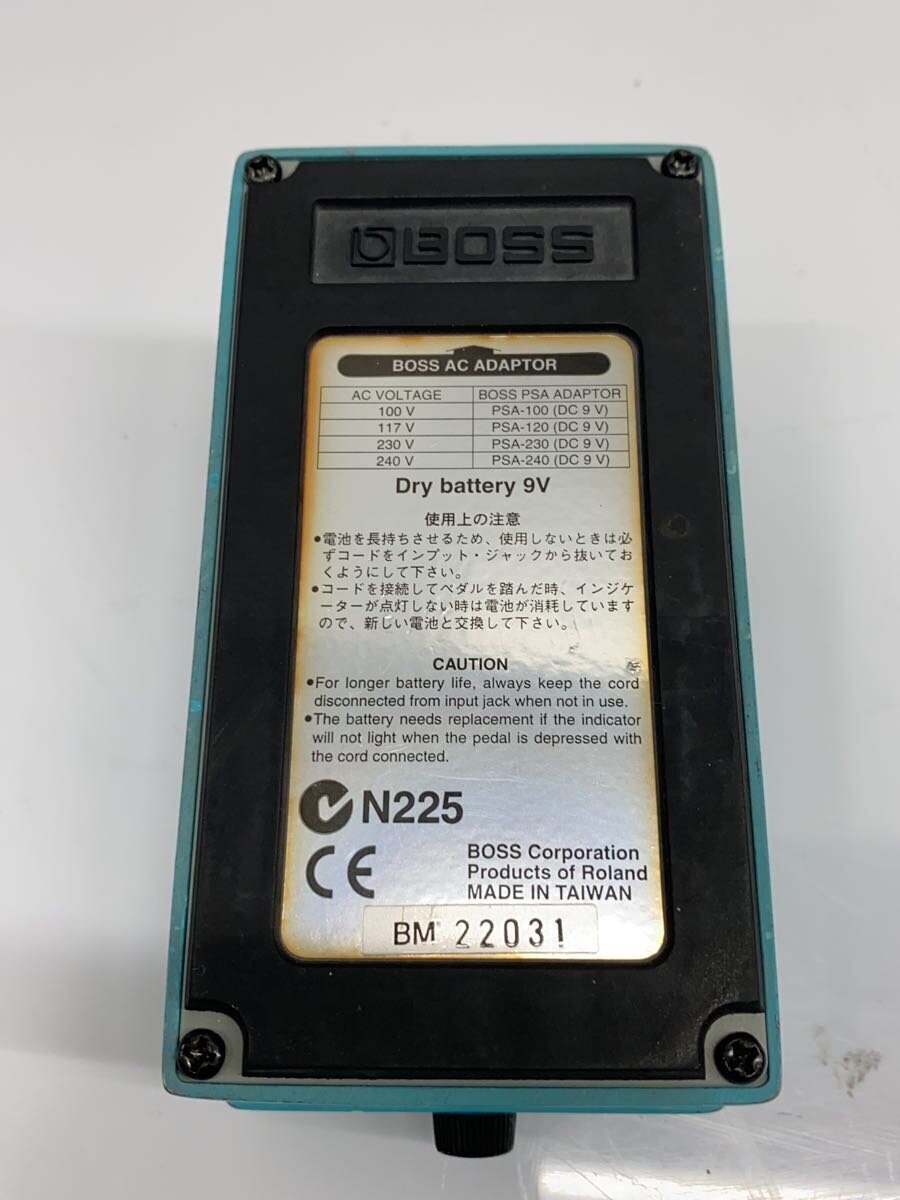 BOSS
BOSS AC ADAPTOR
AC VOLTAGE BOSS PSA ADAPTOR
100 V PSA-100 (DC 9 V)
117 V PSA-120 (DC 9 V)
230 V PSA-230 (DC 9 V)
240 V PSA-240 (DC 9 V)
Dry battery 9V
使用上の注意
●電池を長持ちさせるため、使用しないときは必
ずコードをインプット・ジャックから抜いてお
くようにして下さい。
●コードを接続してペダルを踏んだ時、インジケ
ーターが点灯しない時は電池が消耗しています
ので、新しい電池と交換して下さい。
CAUTION
●For longer battery life, always keep the cord
disconnected from input jack when not in use.
●The battery needs replacement if the indicator
will not light when the pedal is depressed with
the cord connected.
N225
CE
BOSS Corporation
Products of Roland
MADE IN TAIWAN
BM 22031